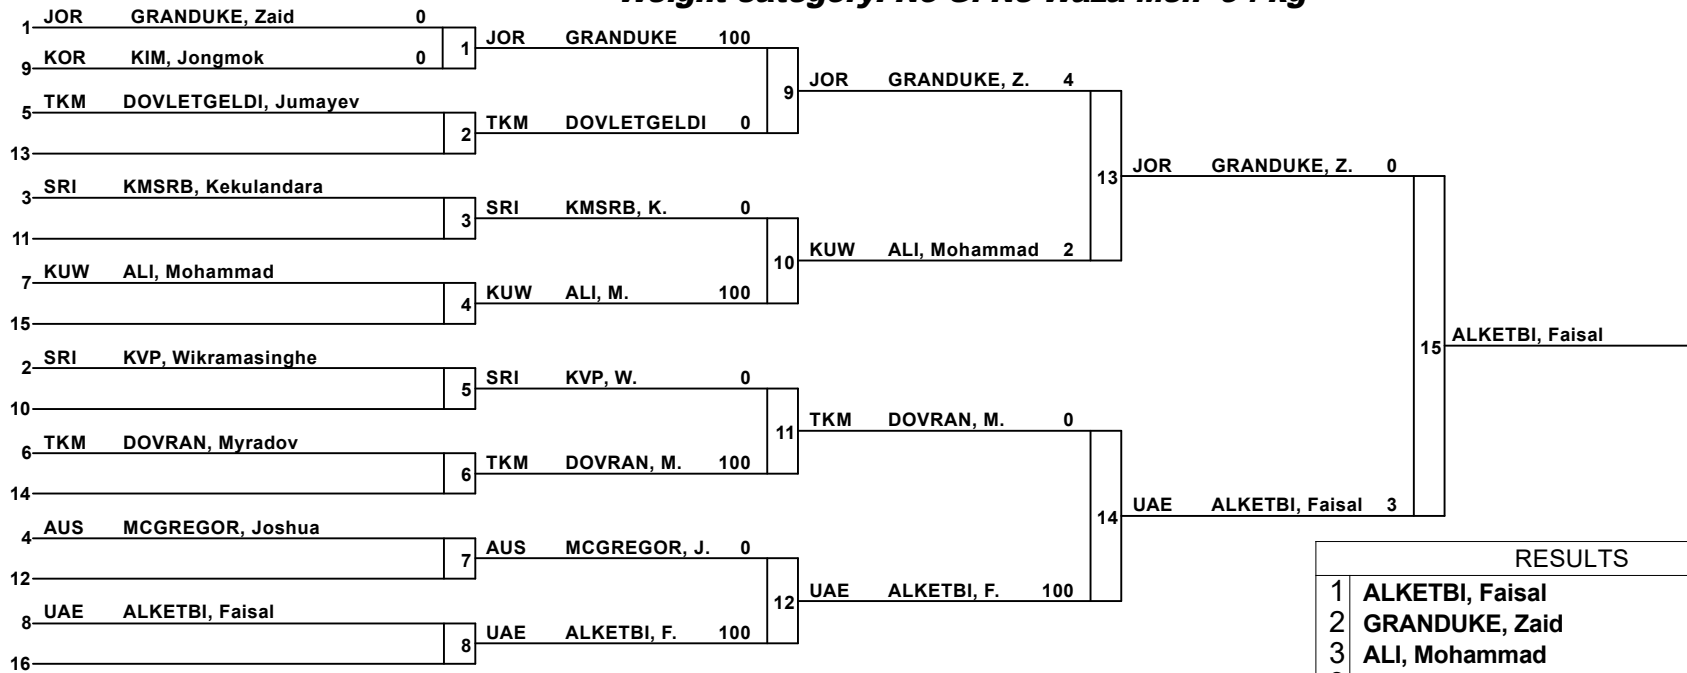 Weight category: Ne-
1 JOR GRANDUKE, Zaid 0
9 KOR KIM, Jongmok 0
1 JOR GRANDUKE 100
5 TKM DOVLETGELDI, Jumayev
13
2 TKM DOVLETGELDI 0
9 JOR GRANDUKE, Z. 4
3 SRI KMSRB, Kekulandara
11
3 SRI KMSRB, K. 0
7 KUW ALI, Mohammad
15
4 KUW ALI, M. 100
10 KUW ALI, Mohammad 2
13 JOR GRANDUKE, Z. 0
2 SRI KVP, Wikramasinghe
10
5 SRI KVP, W. 0
6 TKM DOVRAN, Myradov
14
6 TKM DOVRAN, M. 100
11 TKM DOVRAN, M. 0
4 AUS MCGREGOR, Joshua
12
7 AUS MCGREGOR, J. 0
8 UAE ALKETBI, Faisal
16
8 UAE ALKETBI, F. 100
12 UAE ALKETBI, F. 100
14 UAE ALKETBI, Faisal 3
15 ALKETBI, Faisal
RESULTS
1 ALKETBI, Faisal
2 GRANDUKE, Zaid
3 ALI, Mohammad